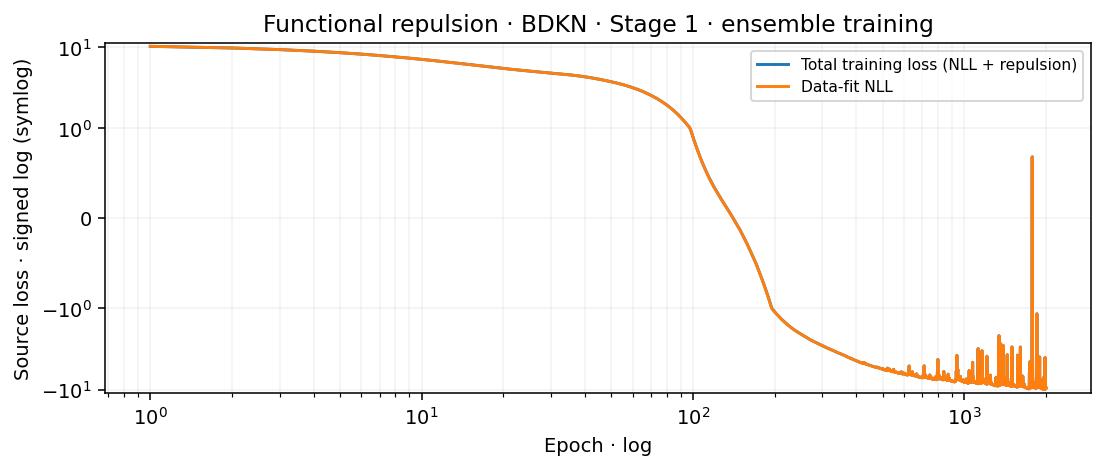 Functional repulsion · BDKN · Stage 1 · ensemble training
Source loss · signed log (symlog)
10¹
10⁰
0
−10⁰
−10¹
Total training loss (NLL + repulsion)
Data-fit NLL
10⁰
10¹
10²
10³
Epoch · log